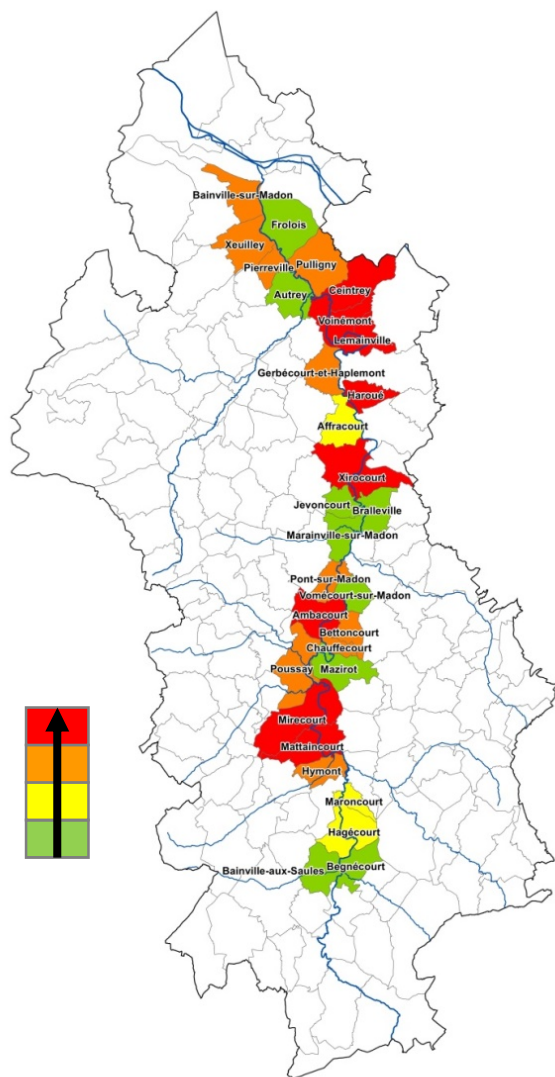 Bainville-sur-Madon
Frolois
Xeuilley
Pulligny
Pierreville
Ceintrey
Autrey
Voinémont
Lemainville
Gerbécourt-et-Haplemont
Haroué
Affracourt
Xirocourt
Jevoncourt
Bralleville
Marainville-sur-Madon
Pont-sur-Madon
Vomécourt-sur-Madon
Ambacourt
Bettoncourt
Chauffecourt
Poussay
Mazirot
Mirecourt
Mattaincourt
Hymont
Maroncourt
Hagécourt
Begnécourt
Bainville-aux-Saules